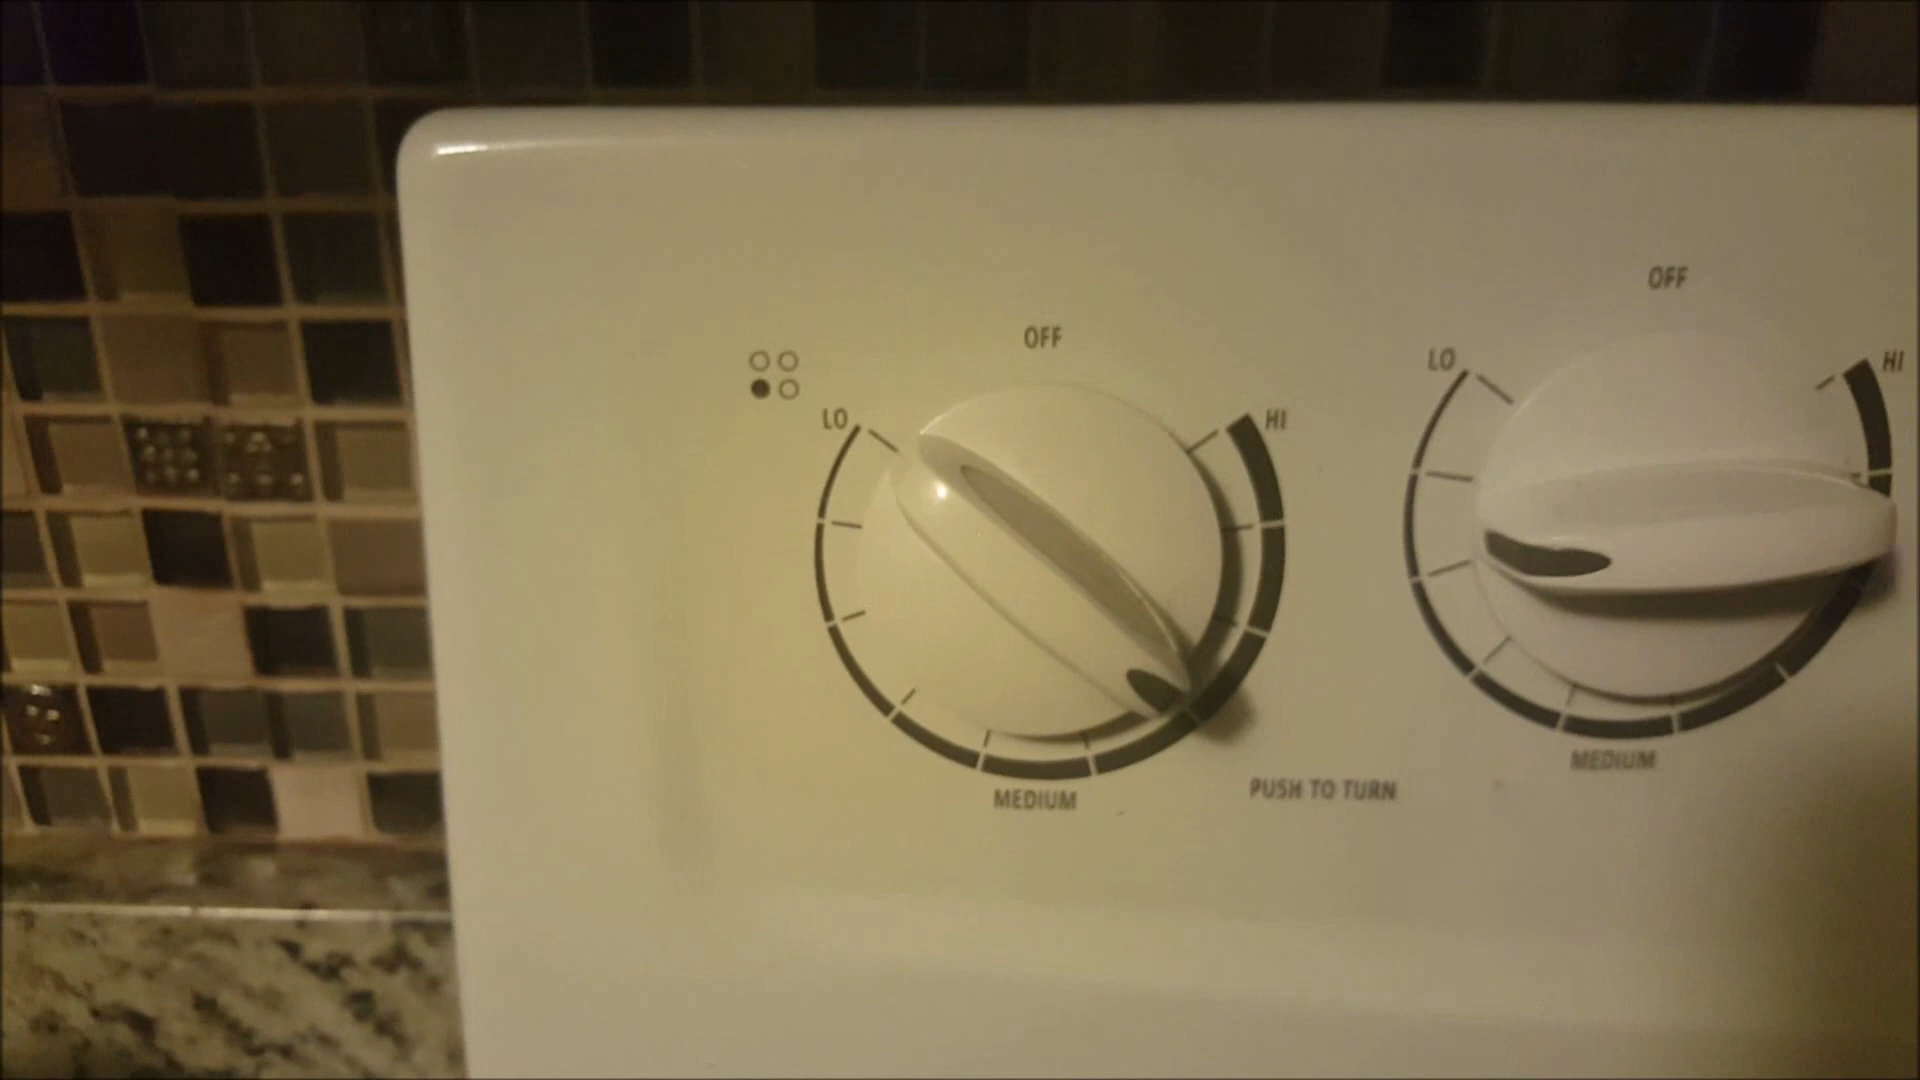 OFF
LO
HI
MEDIUM
PUSH TO TURN
OFF
LO
HI
MEDIUM